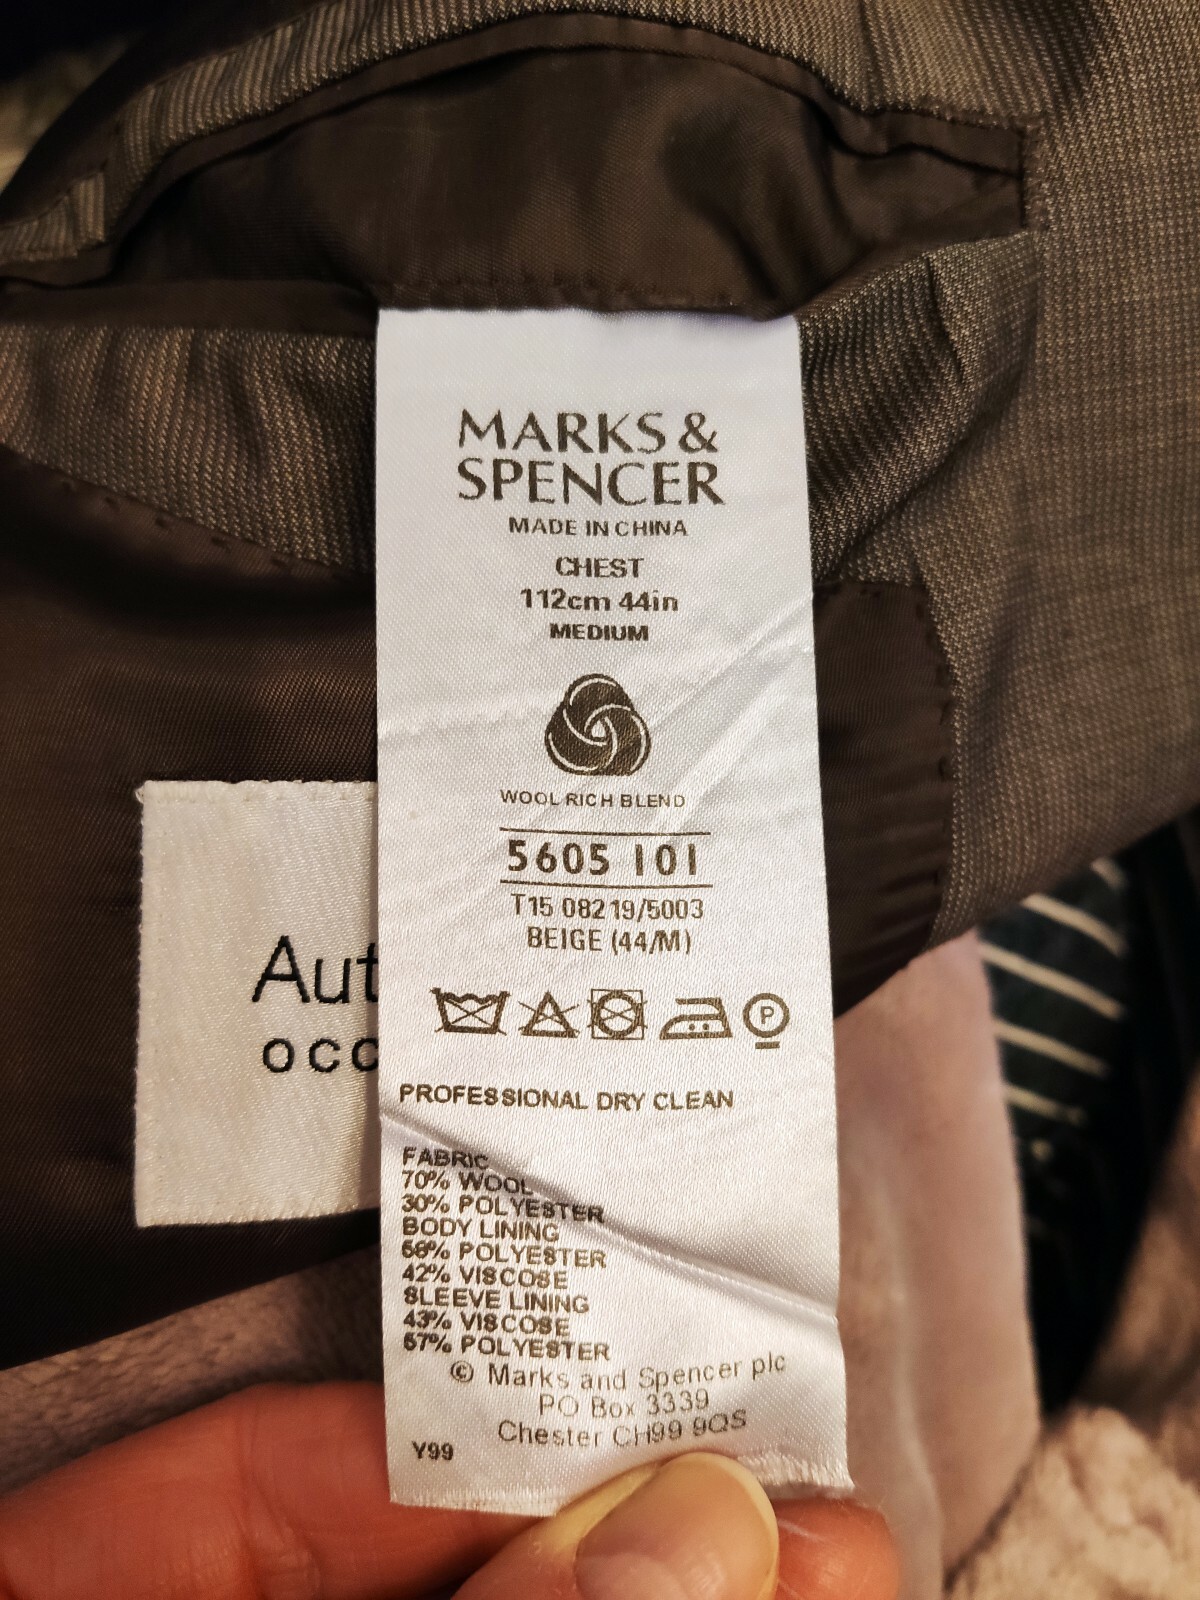 MARKS &
SPENCER
MADE IN CHINA
CHEST
112cm 44in
MEDIUM
WOOL RICH BLEND
5605 101
T15 08219/5003
BEIGE (44/M)
P
PROFESSIONAL DRY CLEAN
FABRIC
70% WOOL
30% POLYESTER
BODY LINING
58% POLYESTER
42% VISCOSE
SLEEVE LINING
43% VISCOSE
57% POLYESTER
© Marks and Spencer plc
PO Box 3339
Chester CH99 9QS
Y99
Aut
occ